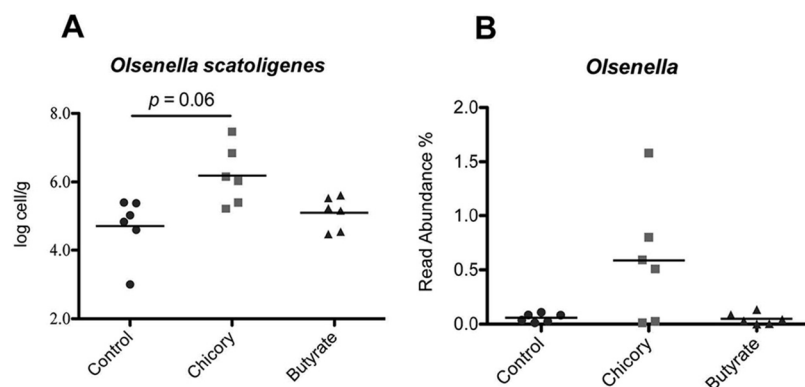 A
Olsenella scatoligenes
p = 0.06
8.0
6.0
4.0
2.0
log cell/g
Control
Chicory
Butyrate
B
Olsenella
2.0
1.5
1.0
0.5
0.0
Read Abundance %
Control
Chicory
Butyrate